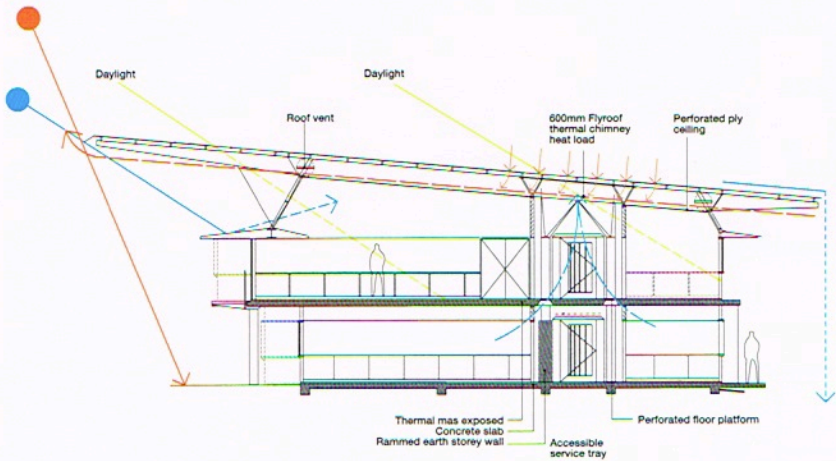 Daylight
Daylight
Roof vent
600mm Flyroof
thermal chimney
heat load
Perforated ply
ceiling
Thermal mas exposed
Concrete slab
Rammed earth storey wall
Accessible
service tray
Perforated floor platform